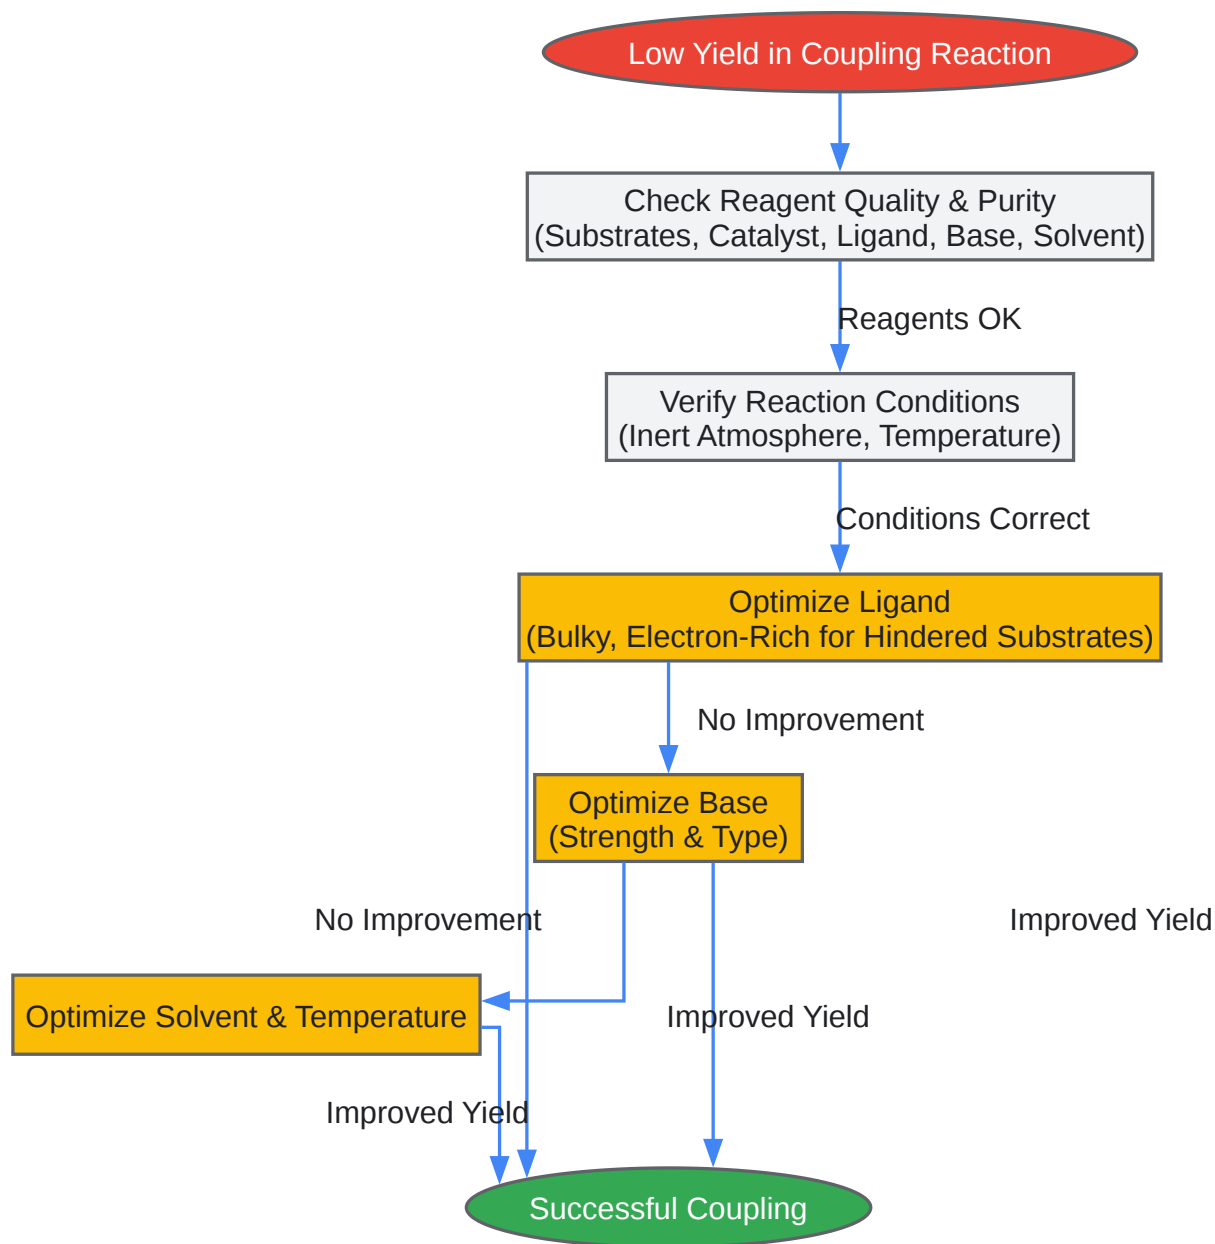 Low Yield in Coupling Reaction
Check Reagent Quality & Purity
(Substrates, Catalyst, Ligand, Base, Solvent)
Reagents OK
Verify Reaction Conditions
(Inert Atmosphere, Temperature)
Conditions Correct
Optimize Ligand
(Bulky, Electron-Rich for Hindered Substrates)
No Improvement
Optimize Base
(Strength & Type)
No Improvement
Improved Yield
Optimize Solvent & Temperature
Improved Yield
Improved Yield
Successful Coupling